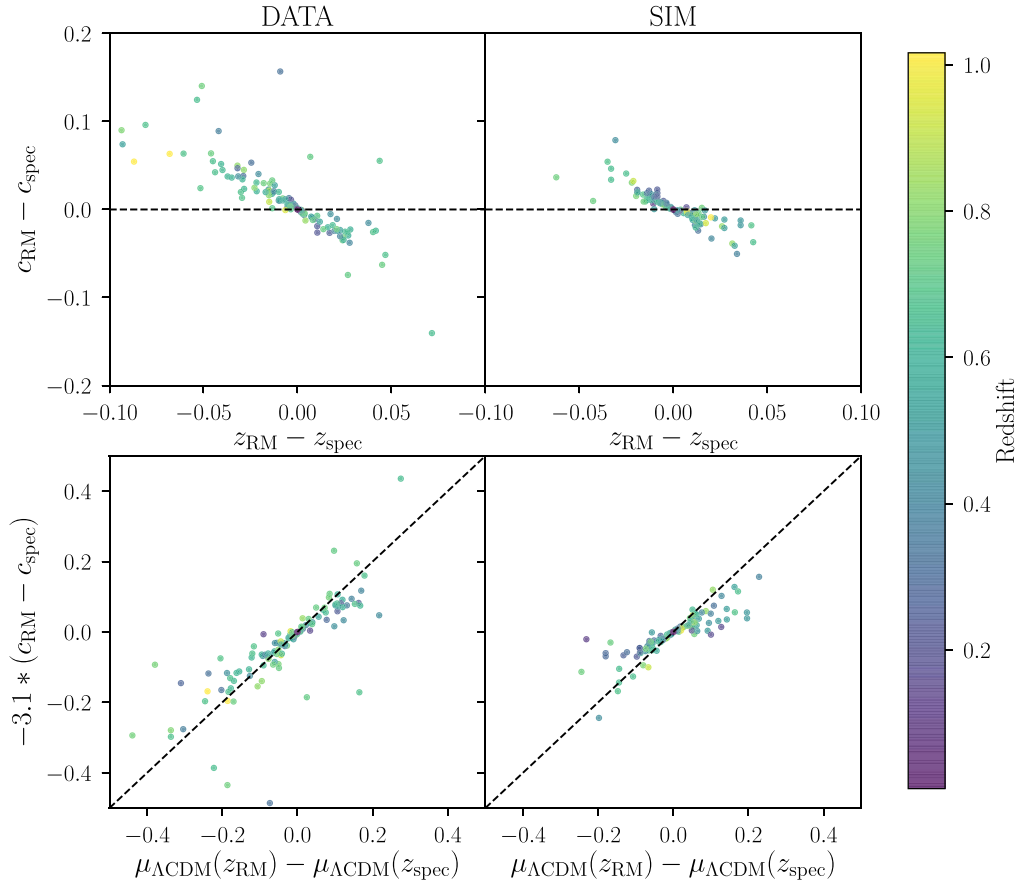 DATA SIM
0.2
0.1
0.0
−0.1
−0.2
c_RM − c_spec
−0.10 −0.05 0.00 0.05 −0.10 −0.05 0.00 0.05 0.10
z_RM − z_spec z_RM − z_spec
0.4
0.2
0.0
−0.2
−0.4
−3.1 ∗ (c_RM − c_spec)
−0.4 −0.2 0.0 0.2 0.4 −0.4 −0.2 0.0 0.2 0.4
μ_ΛCDM(z_RM) − μ_ΛCDM(z_spec) μ_ΛCDM(z_RM) − μ_ΛCDM(z_spec)
1.0
0.8
0.6
0.4
0.2
Redshift